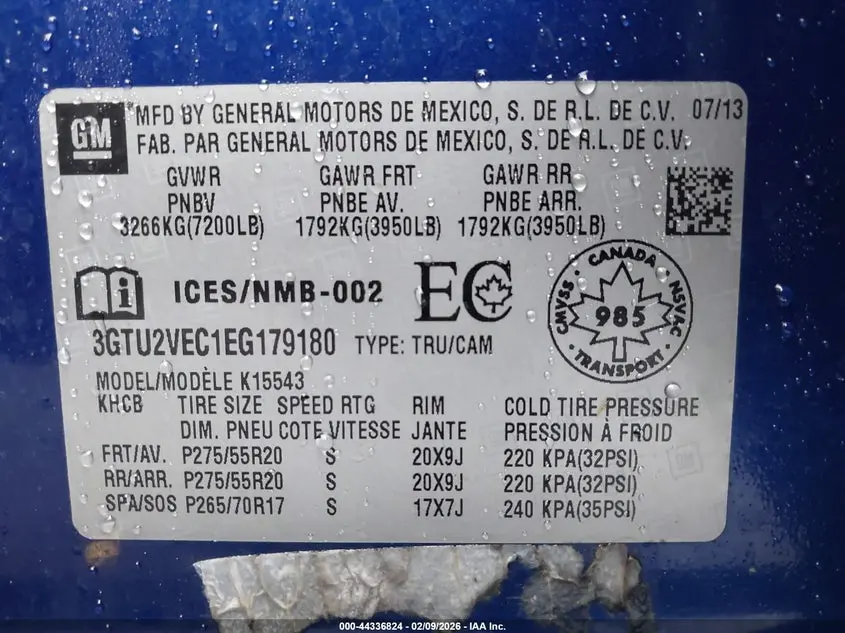 GM
MFD BY GENERAL MOTORS DE MEXICO, S. DE R.L. DE C.V. 07/13
FAB. PAR GENERAL MOTORS DE MEXICO, S. DE R.L. DE C.V.
GVWR GAWR FRT GAWR RR
PNBV PNBE AV. PNBE ARR.
3266KG(7200LB) 1792KG(3950LB) 1792KG(3950LB)
i ICES/NMB-002 EC
CANADA
CMVSS 985 NSVAC
TRANSPORT
3GTU2VEC1EG179180 TYPE: TRU/CAM
MODEL/MODÈLE K15543
KHCB TIRE SIZE SPEED RTG RIM COLD TIRE PRESSURE
DIM. PNEU COTE VITESSE JANTE PRESSION À FROID
FRT/AV. P275/55R20 S 20X9J 220 KPA(32PSI)
RR/ARR. P275/55R20 S 20X9J 220 KPA(32PSI)
SPA/SOS P265/70R17 S 17X7J 240 KPA(35PSI)
000-44336824 | 02/09/2026 - IAA Inc.